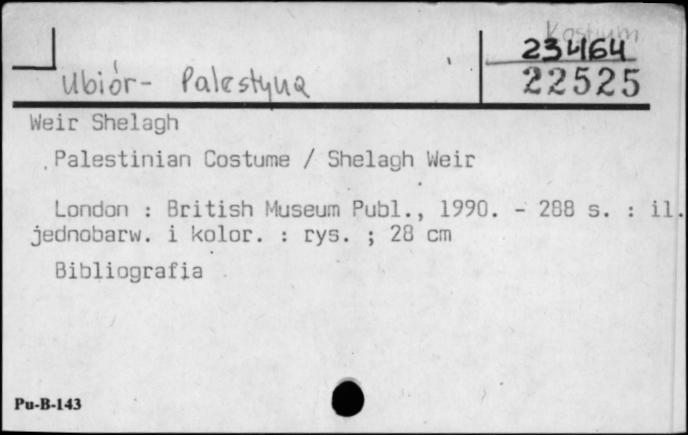 Kostium
23464
Ubiór- Palestyna
22525
Weir Shelagh
Palestinian Costume / Shelagh Weir
London : British Museum Publ., 1990. - 288 s. : il.
jednobarw. i kolor. : rys. ; 28 cm
Bibliografia
Pu-B-143